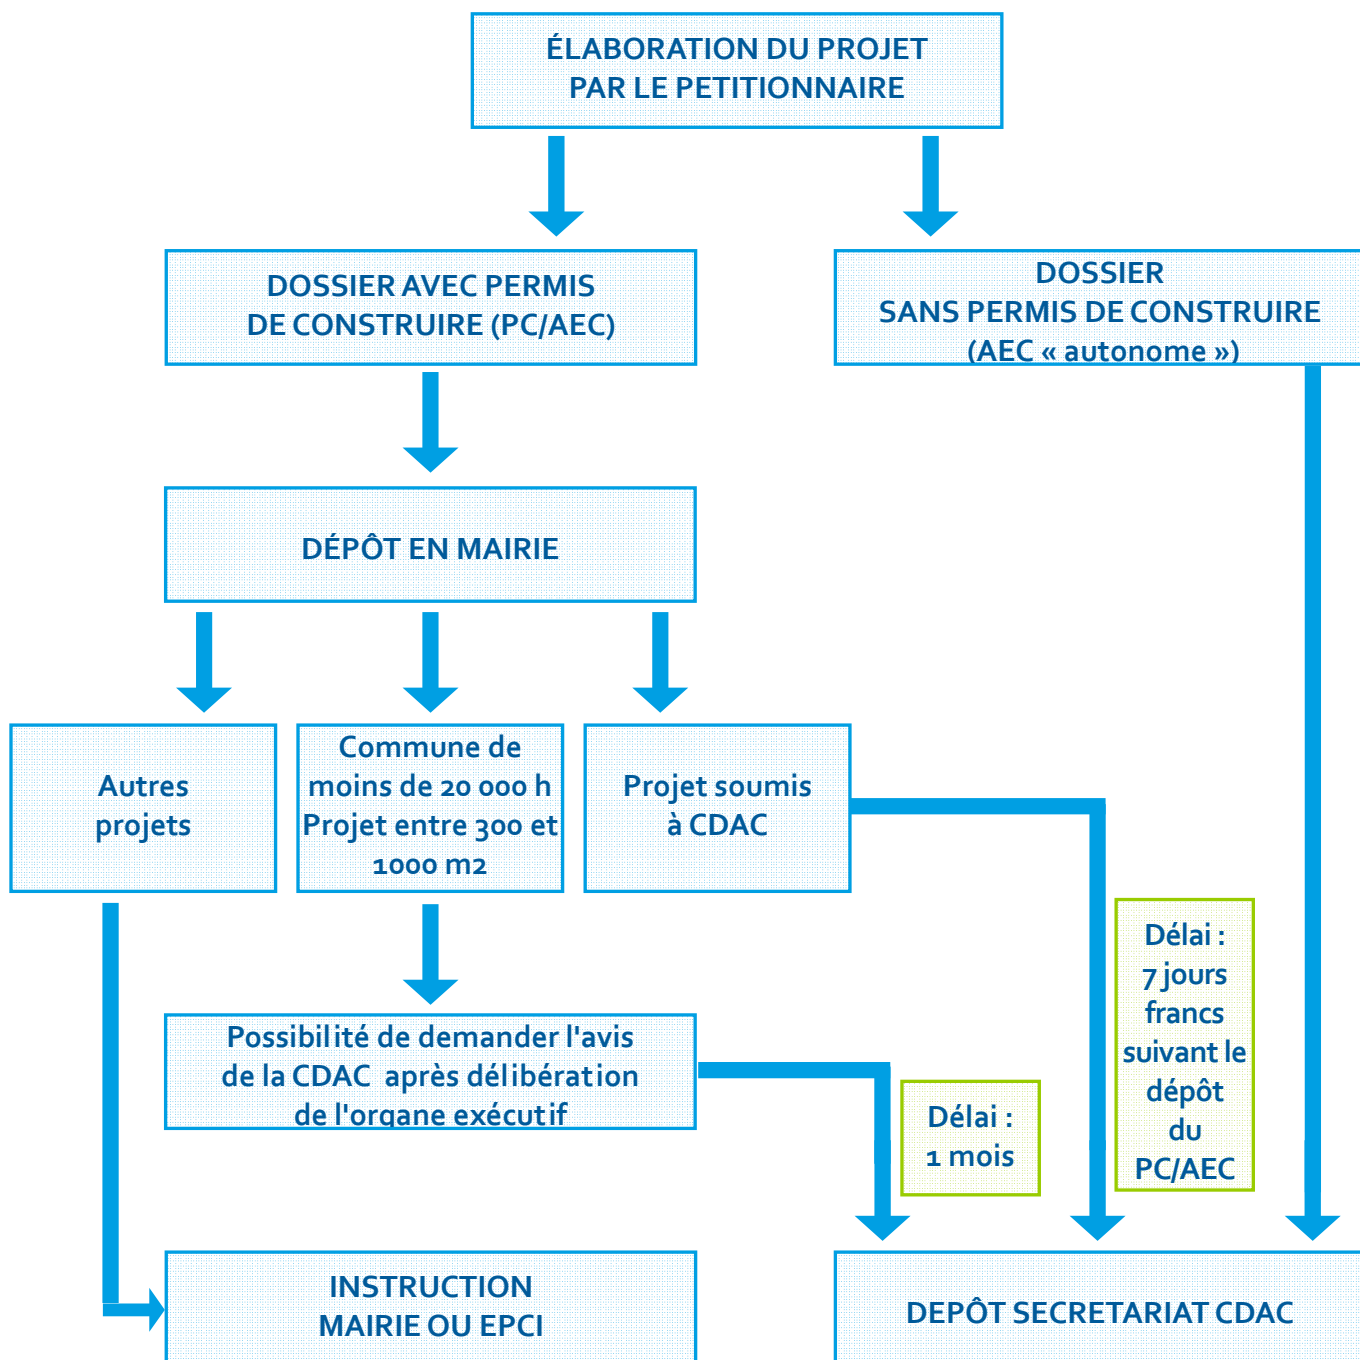 ÉLABORATION DU PROJET
PAR LE PETITIONNAIRE
DOSSIER AVEC PERMIS
DE CONSTRUIRE (PC/AEC)
DOSSIER
SANS PERMIS DE CONSTRUIRE
(AEC « autonome »)
DÉPÔT EN MAIRIE
Autres
projets
Commune de
moins de 20 000 h
Projet entre 300 et
1000 m2
Projet soumis
à CDAC
Délai :
7 jours
francs
suivant le
dépôt
du
PC/AEC
Possibilité de demander l'avis
de la CDAC après délibération
de l'organe exécutif
Délai :
1 mois
INSTRUCTION
MAIRIE OU EPCI
DEPÔT SECRETARIAT CDAC